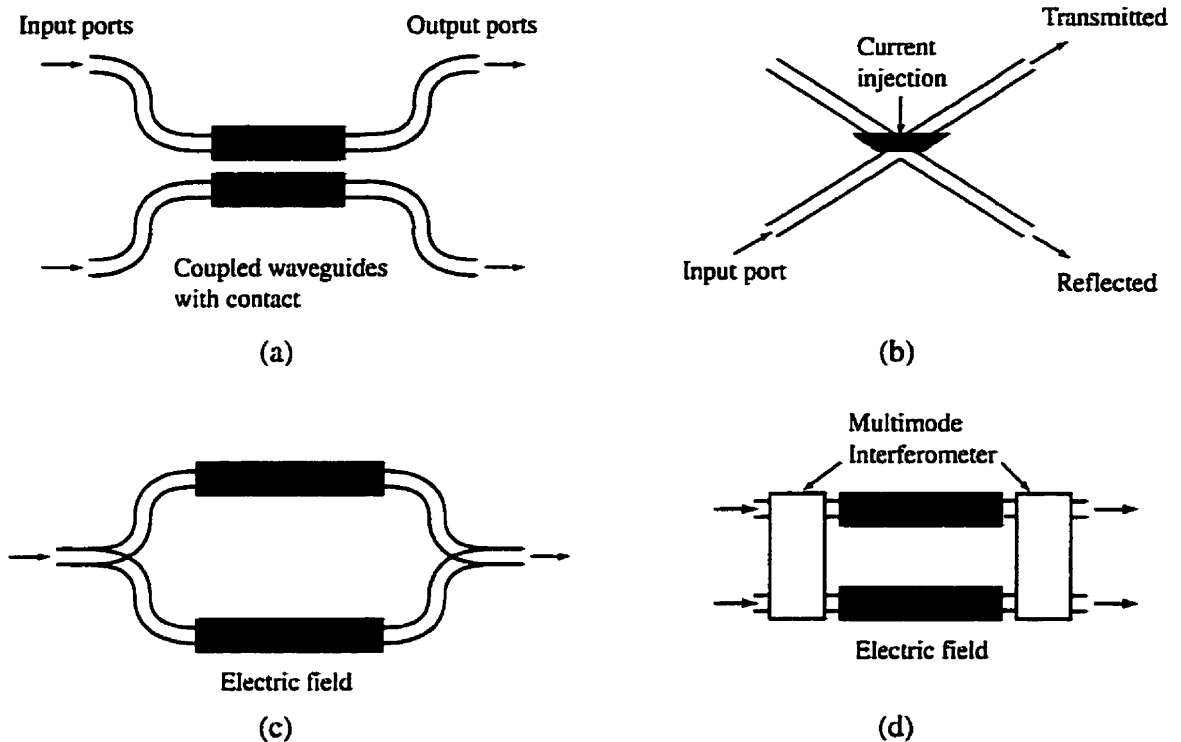 Input ports
Output ports
Coupled waveguides
with contact
(a)
Transmitted
Current
injection
Input port
Reflected
(b)
Electric field
(c)
Multimode
Interferometer
Electric field
(d)